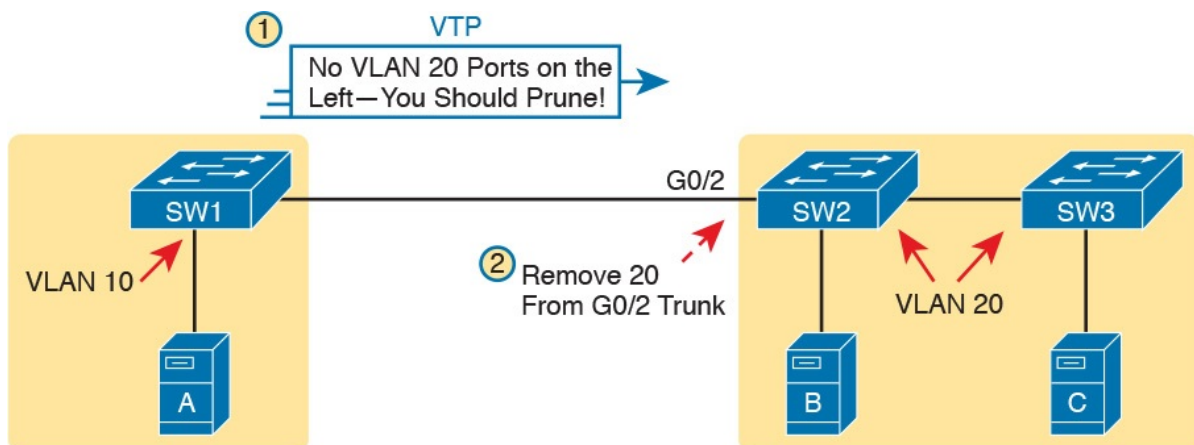 1
VTP
No VLAN 20 Ports on the
Left—You Should Prune!
G0/2
SW1
SW2
SW3
VLAN 10
2
Remove 20
From G0/2 Trunk
VLAN 20
A
B
C